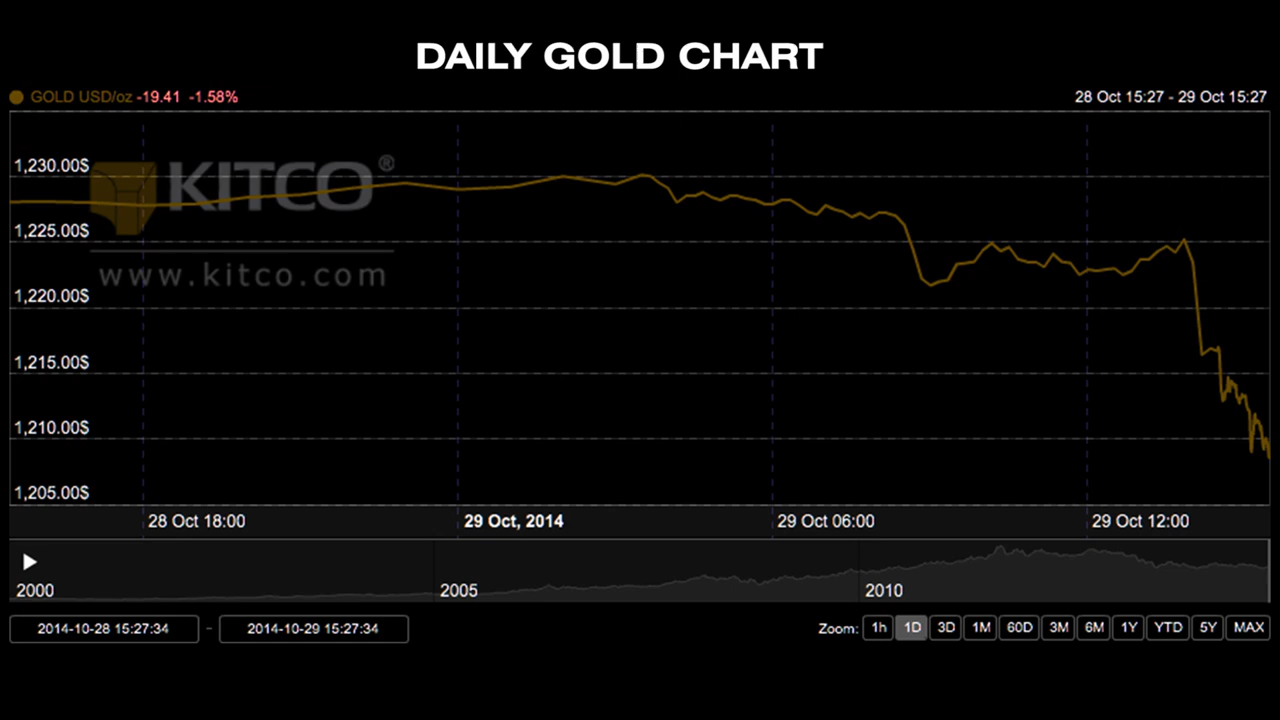 DAILY GOLD CHART
GOLD USD/oz -19.41 -1.58%
28 Oct 15:27 - 29 Oct 15:27
1,230.00$
KITCO®
1,225.00$
www.kitco.com
1,220.00$
1,215.00$
1,210.00$
1,205.00$
28 Oct 18:00
29 Oct, 2014
29 Oct 06:00
29 Oct 12:00
2000
2005
2010
2014-10-28 15:27:34 - 2014-10-29 15:27:34
Zoom: 1h 1D 3D 1M 60D 3M 6M 1Y YTD 5Y MAX